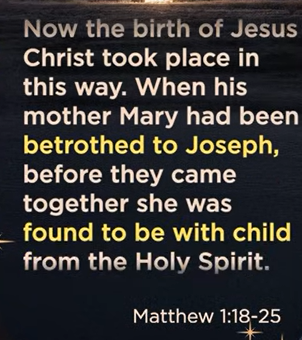 Now the birth of Jesus
Christ took place in
this way. When his
mother Mary had been
betrothed to Joseph,
before they came
together she was
found to be with child
from the Holy Spirit.
Matthew 1:18-25